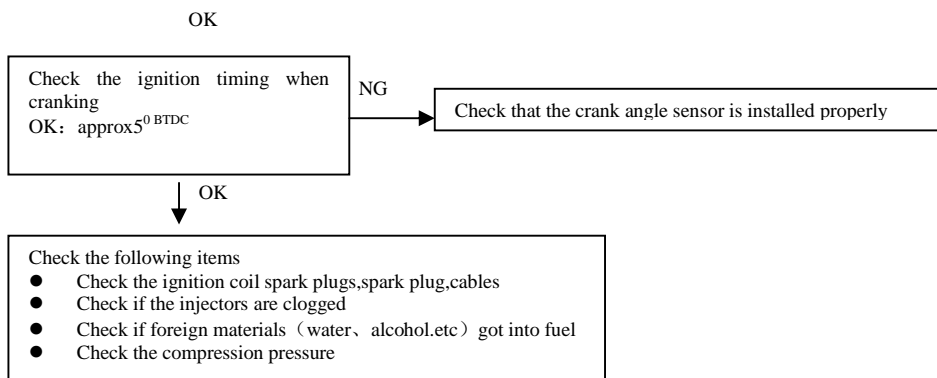 OK
Check the ignition timing when
cranking
OK：approx5⁰ ᴮᵀᴰᶜ
NG
Check that the crank angle sensor is installed properly
OK
Check the following items
● Check the ignition coil spark plugs,spark plug,cables
● Check if the injectors are clogged
● Check if foreign materials（water、alcohol.etc）got into fuel
● Check the compression pressure